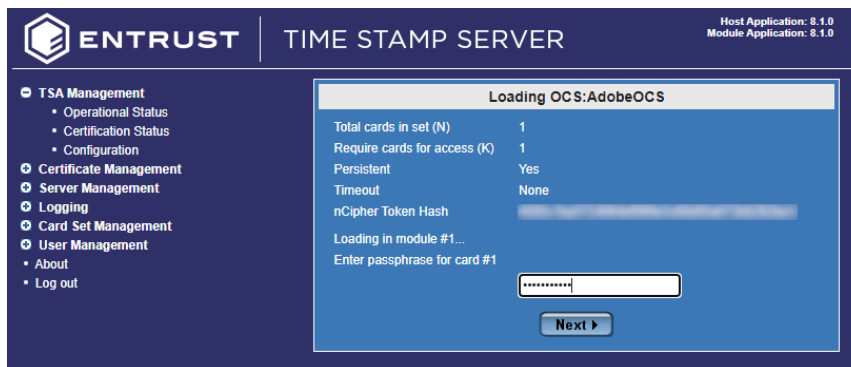 ENTRUST
TIME STAMP SERVER
Host Application: 8.1.0
Module Application: 8.1.0
TSA Management
Operational Status
Certification Status
Configuration
Certificate Management
Server Management
Logging
Card Set Management
User Management
About
Log out
Loading OCS:AdobeOCS
Total cards in set (N) 1
Require cards for access (K) 1
Persistent Yes
Timeout None
nCipher Token Hash
Loading in module #1...
Enter passphrase for card #1
•••••••••••
Next